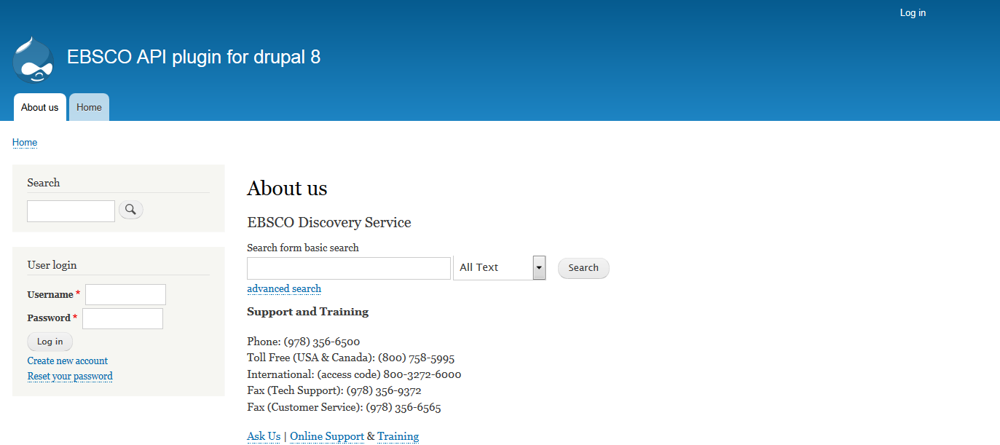 Log in
EBSCO API plugin for drupal 8
About us
Home
Home
Search
User login
Username *
Password *
Log in
Create new account
Reset your password
About us
EBSCO Discovery Service
Search form basic search
All Text
Search
advanced search
Support and Training
Phone: (978) 356-6500
Toll Free (USA & Canada): (800) 758-5995
International: (access code) 800-3272-6000
Fax (Tech Support): (978) 356-9372
Fax (Customer Service): (978) 356-6565
Ask Us | Online Support & Training